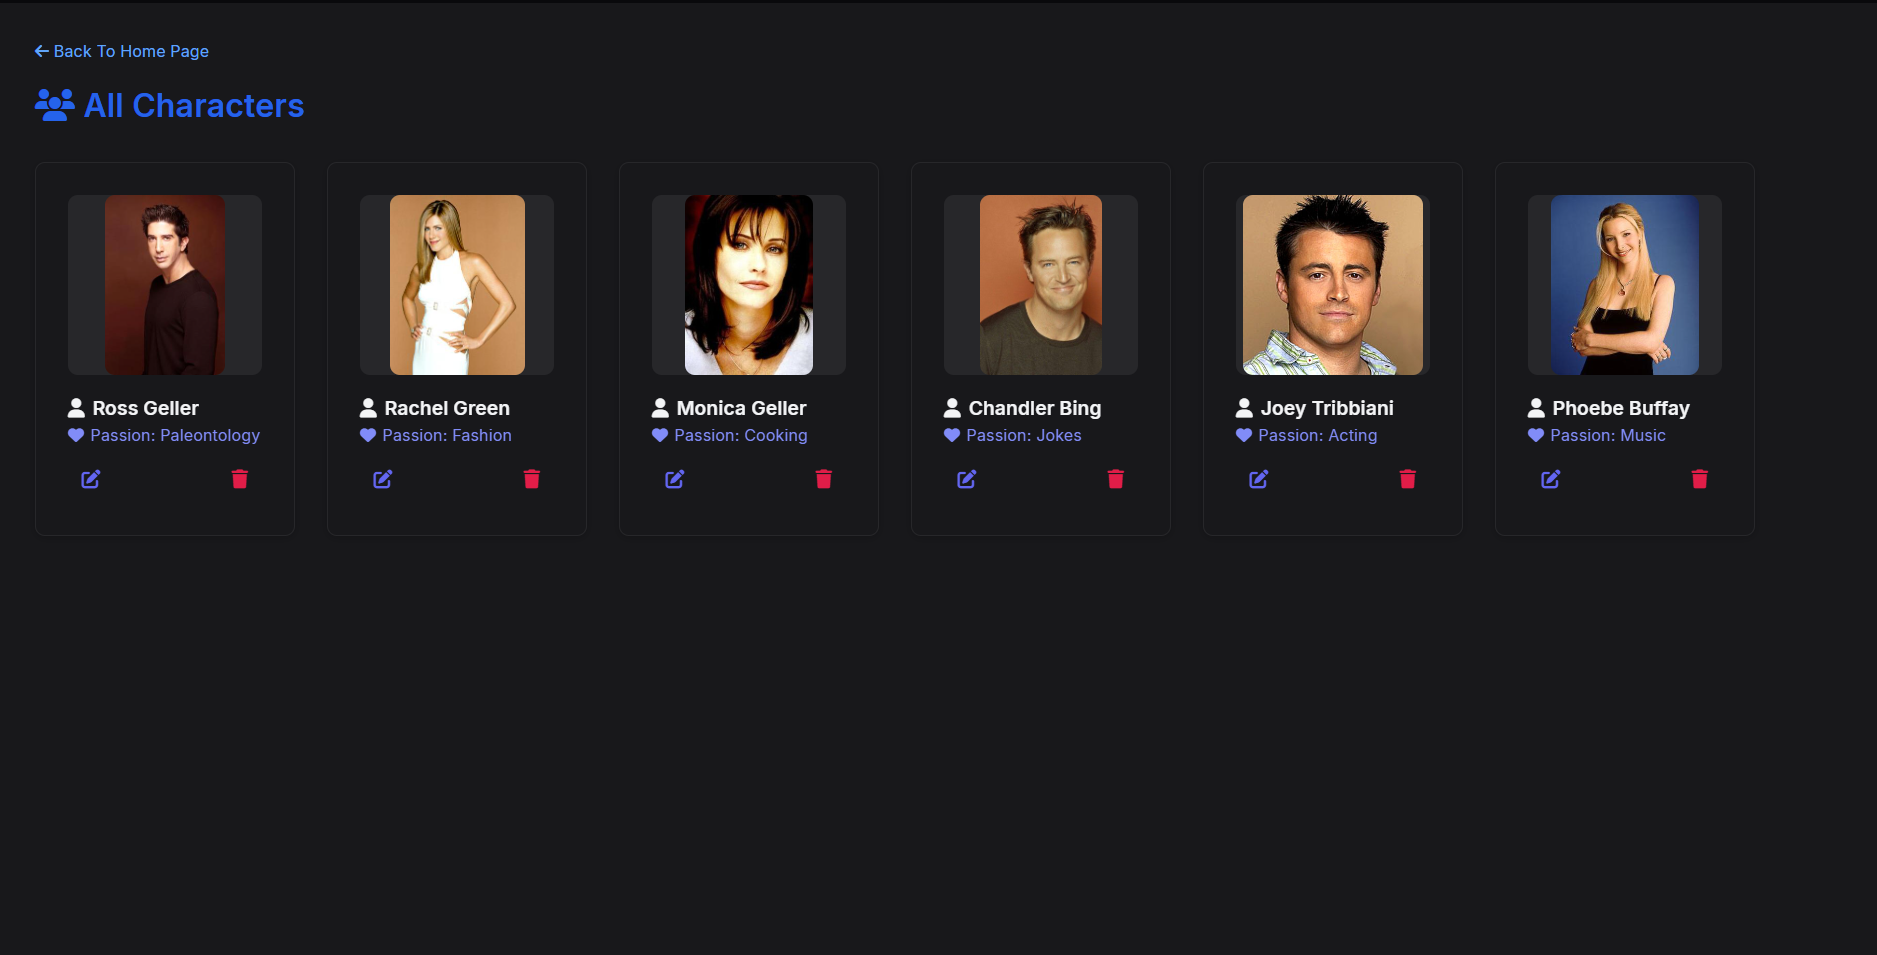 Back To Home Page
All Characters
Ross Geller
Passion: Paleontology
Rachel Green
Passion: Fashion
Monica Geller
Passion: Cooking
Chandler Bing
Passion: Jokes
Joey Tribbiani
Passion: Acting
Phoebe Buffay
Passion: Music